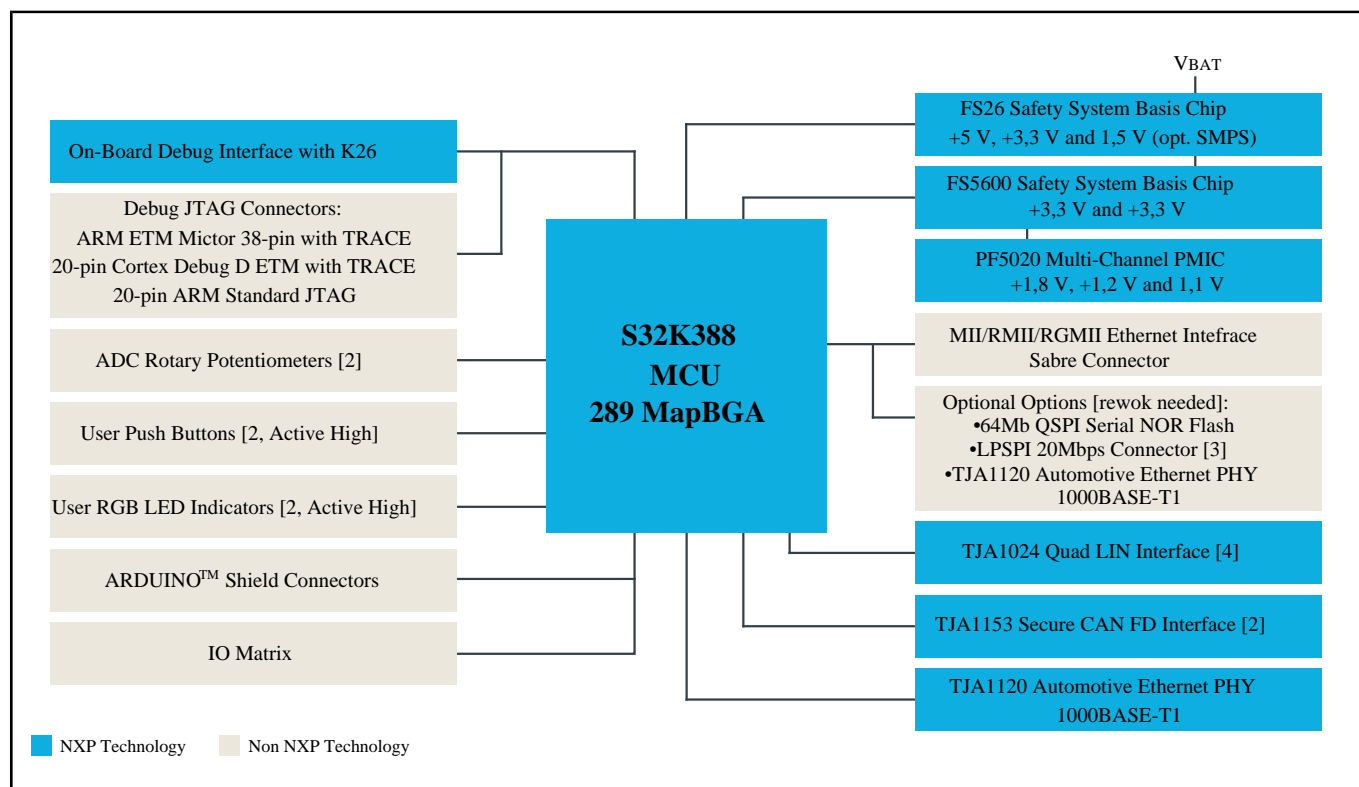 VBAT
On-Board Debug Interface with K26
Debug JTAG Connectors:
ARM ETM Mictor 38-pin with TRACE
20-pin Cortex Debug D ETM with TRACE
20-pin ARM Standard JTAG
ADC Rotary Potentiometers [2]
User Push Buttons [2, Active High]
User RGB LED Indicators [2, Active High]
ARDUINO™ Shield Connectors
IO Matrix
S32K388
MCU
289 MapBGA
FS26 Safety System Basis Chip
+5 V, +3,3 V and 1,5 V (opt. SMPS)
FS5600 Safety System Basis Chip
+3,3 V and +3,3 V
PF5020 Multi-Channel PMIC
+1,8 V, +1,2 V and 1,1 V
MII/RMII/RGMII Ethernet Intefrace
Sabre Connector
Optional Options [rewok needed]:
•64Mb QSPI Serial NOR Flash
•LPSPI 20Mbps Connector [3]
•TJA1120 Automotive Ethernet PHY
1000BASE-T1
TJA1024 Quad LIN Interface [4]
TJA1153 Secure CAN FD Interface [2]
TJA1120 Automotive Ethernet PHY
1000BASE-T1
NXP Technology
Non NXP Technology